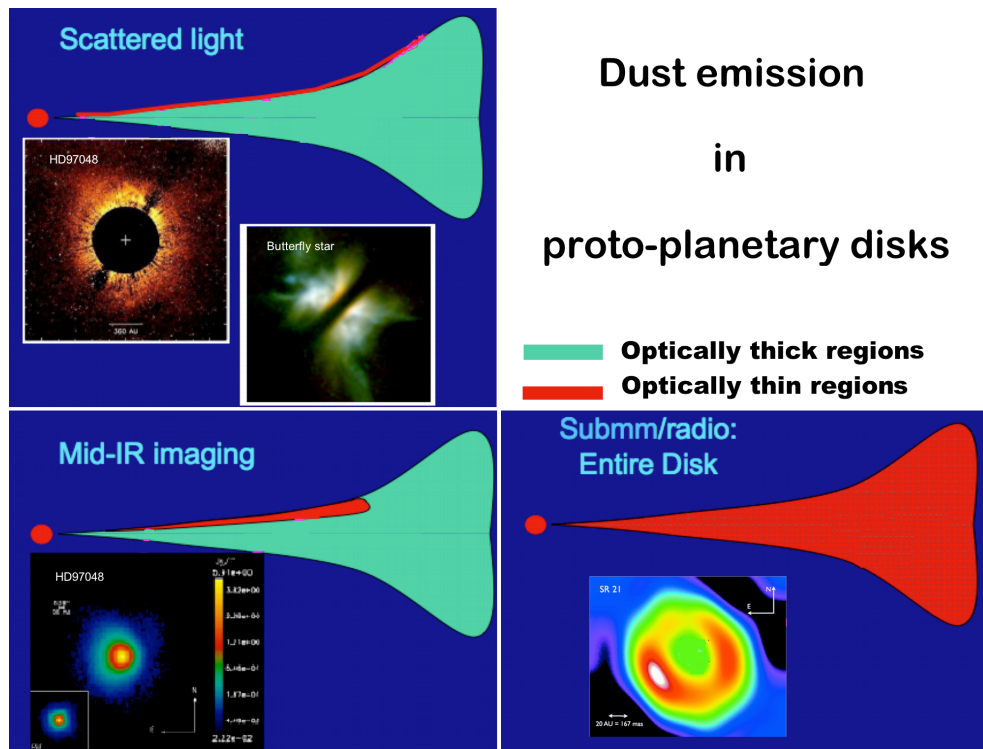 Scattered light
HD97048
360 AU
Butterfly star
Dust emission
in
proto-planetary disks
Optically thick regions
Optically thin regions
Mid-IR imaging
HD97048
N
E
Submm/radio:
Entire Disk
SR 21
N
E
20 AU = 167 mas